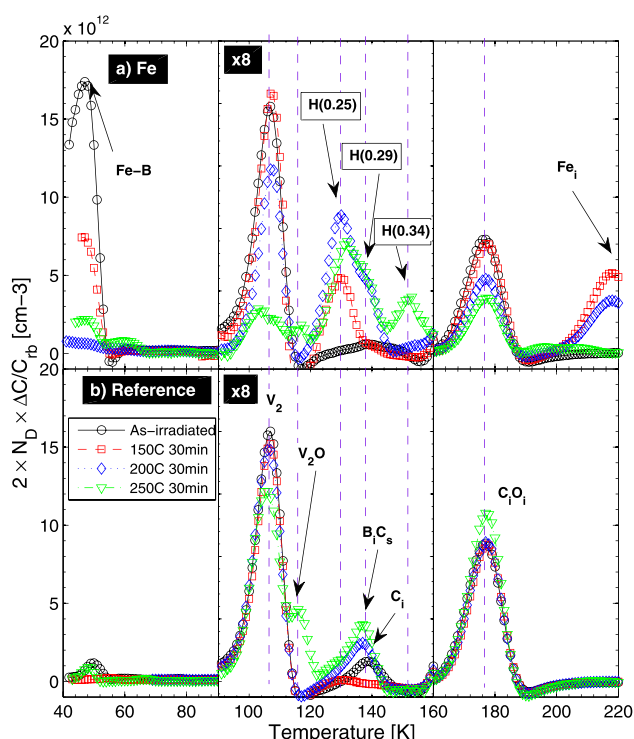 x 10^12
20
a) Fe
x8
H(0.25)
15
H(0.29)
Fe−B
Fe_i
10
H(0.34)
5
0
2 × N_D × ΔC/C_rb [cm−3]
20
b) Reference
x8
V_2
As−irradiated
150C 30min
200C 30min
250C 30min
V_2O
15
C_iO_i
10
B_iC_s
C_i
5
0
40 60 80 100 120 140 160 180 200 220
Temperature [K]